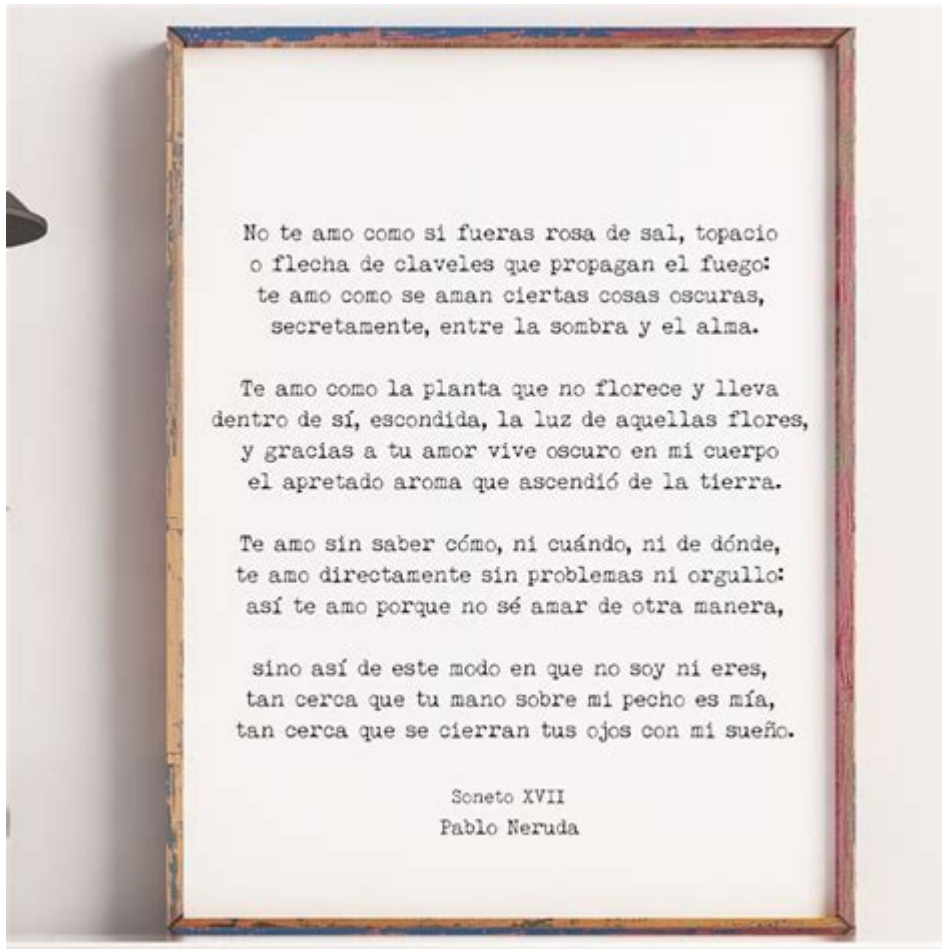 No te amo como si fueras rosa de sal, topacio
o flecha de claveles que propagan el fuego:
te amo como se aman ciertas cosas oscuras,
secretamente, entre la sombra y el alma.
Te amo como la planta que no florece y lleva
dentro de sí, escondida, la luz de aquellas flores,
y gracias a tu amor vive oscuro en mi cuerpo
el apretado aroma que ascendió de la tierra.
Te amo sin saber cómo, ni cuándo, ni de dónde,
te amo directamente sin problemas ni orgullo:
así te amo porque no sé amar de otra manera,
sino así de este modo en que no soy ni eres,
tan cerca que tu mano sobre mi pecho es mía,
tan cerca que se cierran tus ojos con mi sueño.
Soneto XVII
Pablo Neruda